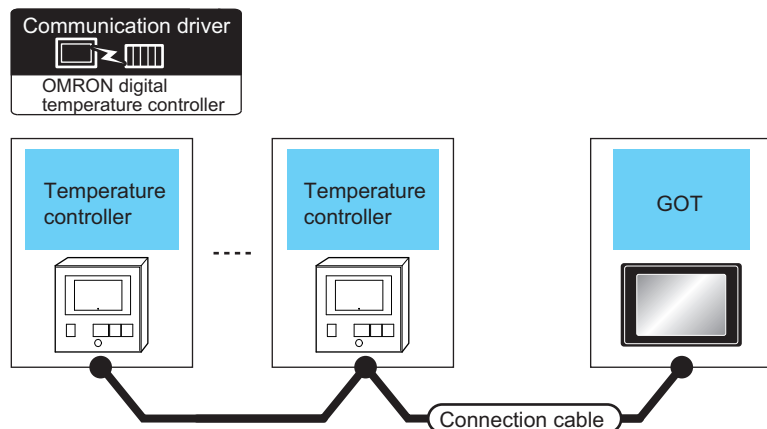 Communication driver
OMRON digital
temperature controller
Temperature
controller
Temperature
controller
GOT
Connection cable